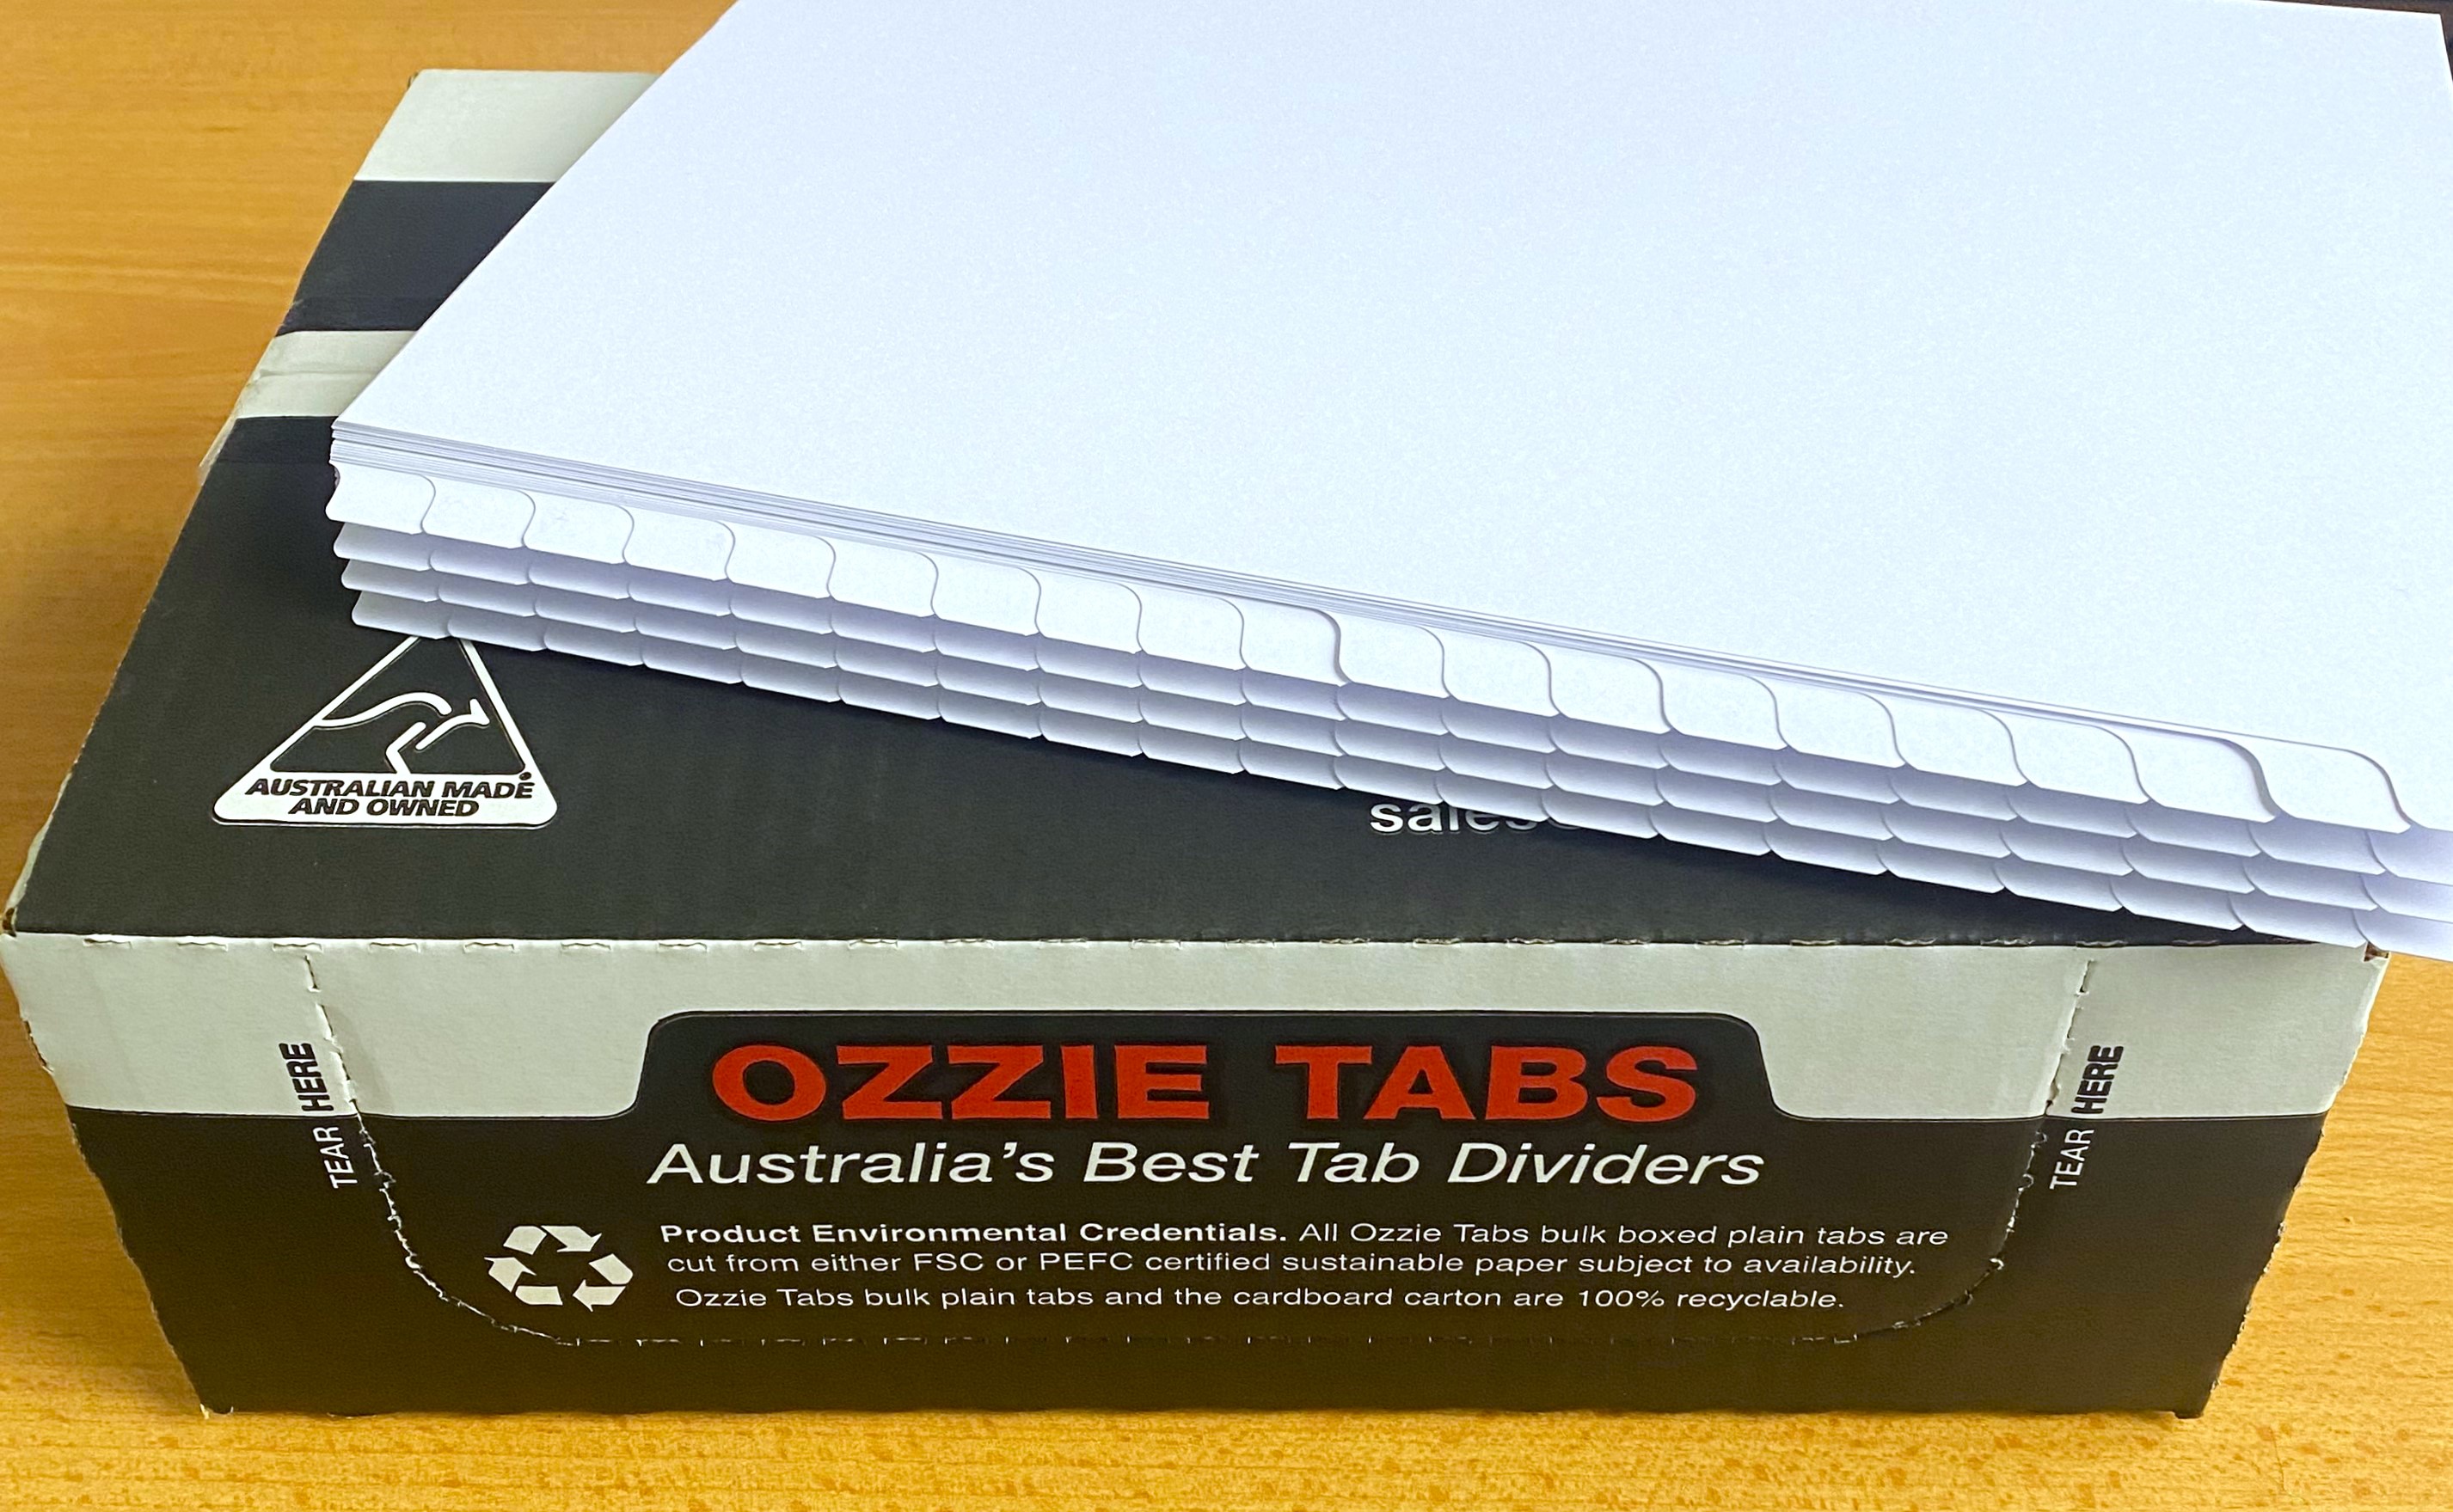 AUSTRALIAN MADE
AND OWNED
sales@
TEAR HERE
OZZIE TABS
Australia's Best Tab Dividers
Product Environmental Credentials. All Ozzie Tabs bulk boxed plain tabs are
cut from either FSC or PEFC certified sustainable paper subject to availability.
Ozzie Tabs bulk plain tabs and the cardboard carton are 100% recyclable.
TEAR HERE